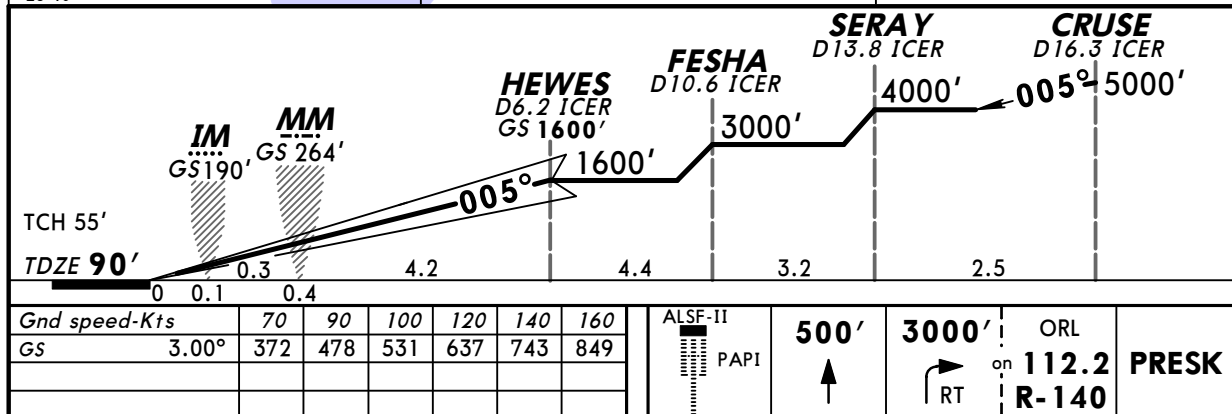 SERAY
CRUSE
D13.8 ICER
D16.3 ICER
FESHA
D10.6 ICER
HEWES
D6.2 ICER
GS 1600'
4000'
005°
5000'
3000'
MM
GS 264'
IM
GS190'
1600'
005°
TCH 55'
TDZE 90'
0.3
4.2
4.4
3.2
2.5
0
0.1
0.4
Gnd speed-Kts 70 90 100 120 140 160
GS 3.00° 372 478 531 637 743 849
ALSF-II
PAPI
500'
3000'
RT
ORL
on 112.2
R-140
PRESK